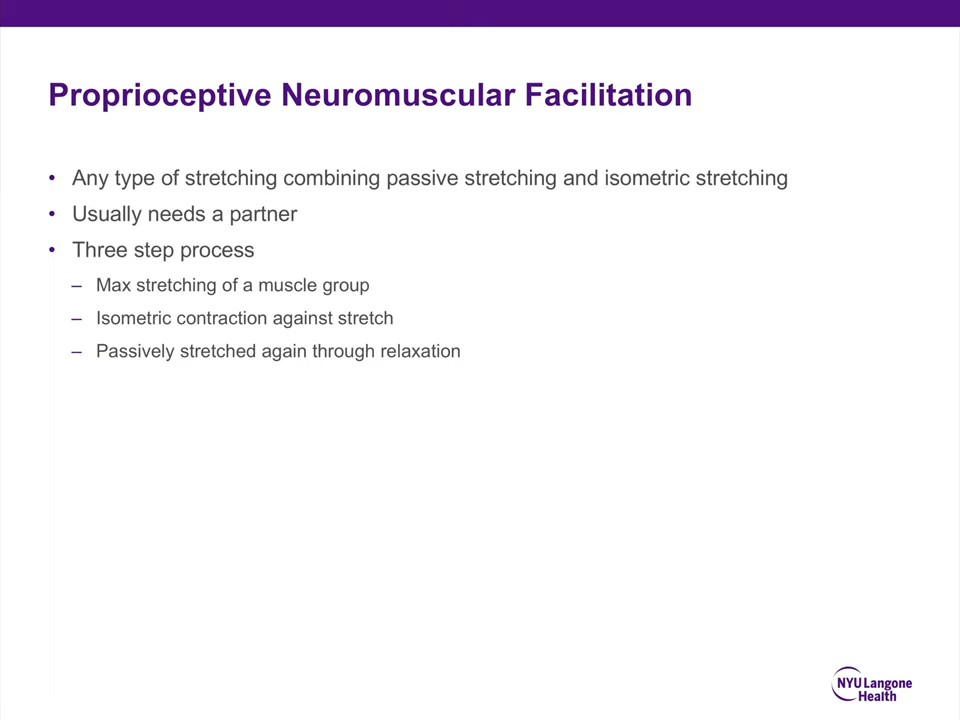 Proprioceptive Neuromuscular Facilitation
• Any type of stretching combining passive stretching and isometric stretching
• Usually needs a partner
• Three step process
– Max stretching of a muscle group
– Isometric contraction against stretch
– Passively stretched again through relaxation
NYU Langone
Health